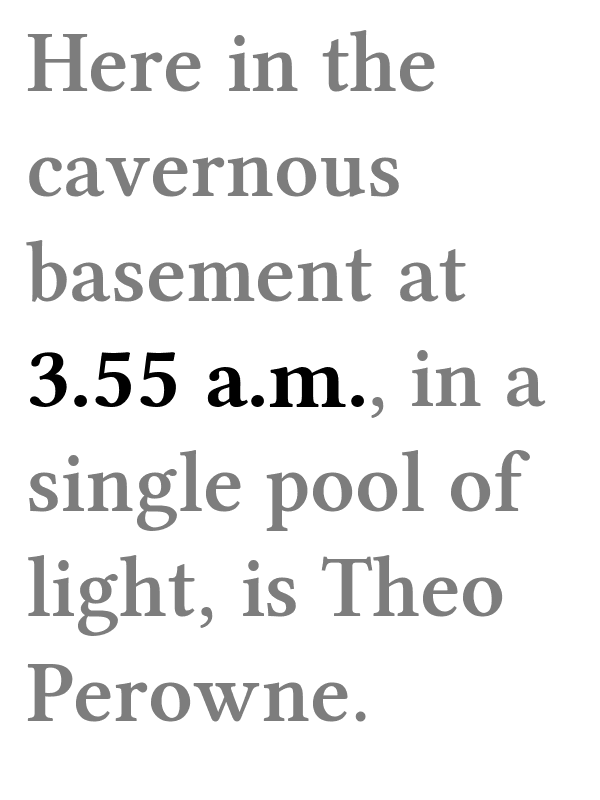 Here in the
cavernous
basement at
3.55 a.m., in a
single pool of
light, is Theo
Perowne.